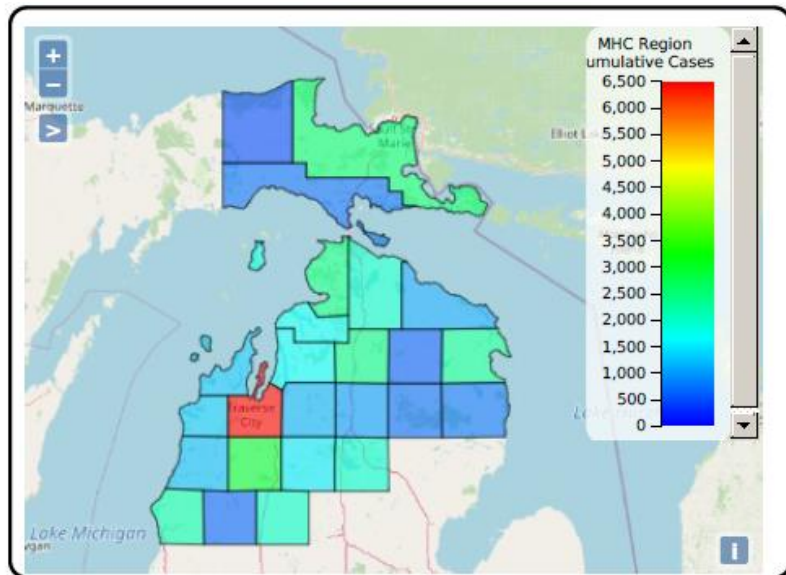 +
−
>
Marquette
MHC Region
umulative Cases
6,500
6,000
5,500
5,000
4,500
4,000
3,500
3,000
2,500
2,000
1,500
1,000
500
0
Marie
Elliot
Traverse
City
Lake Michigan
gan
i